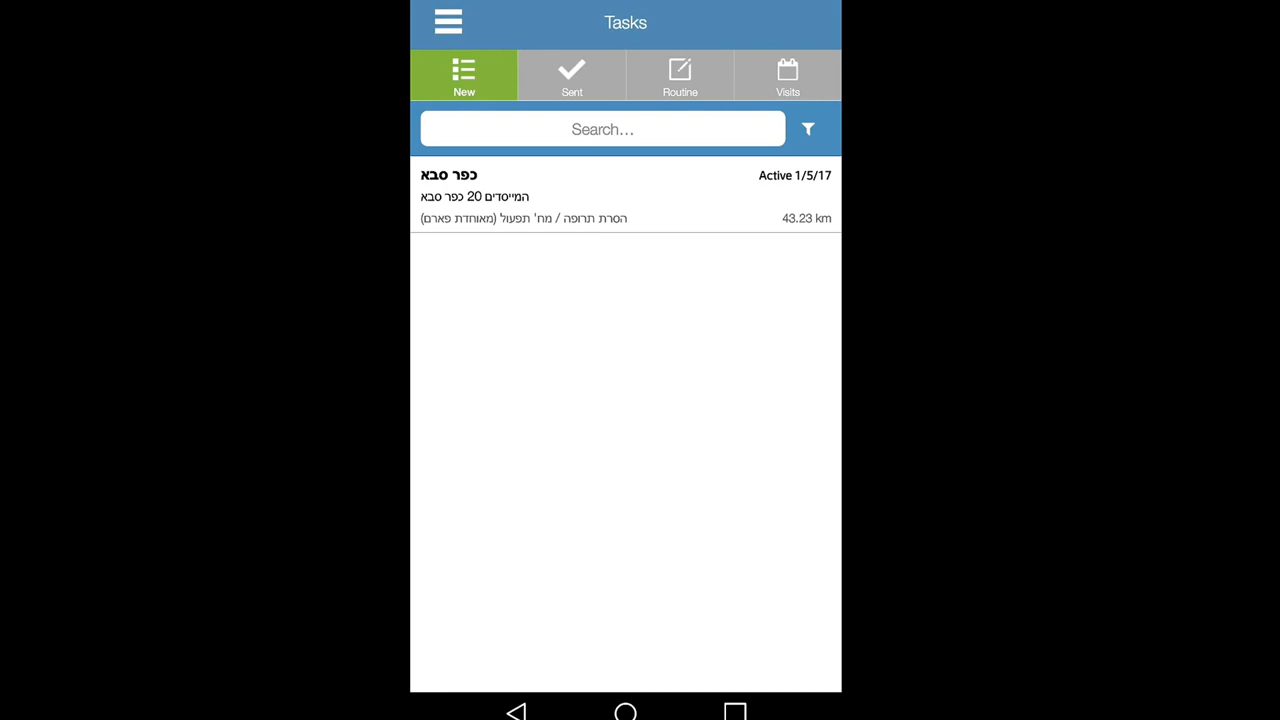 Tasks
New
Sent
Routine
Visits
Search...
כפר סבא
Active 1/5/17
המייסדים 20 כפר סבא
הסרת תרופה / מח' תפעול (מאוחדת פארם)
43.23 km